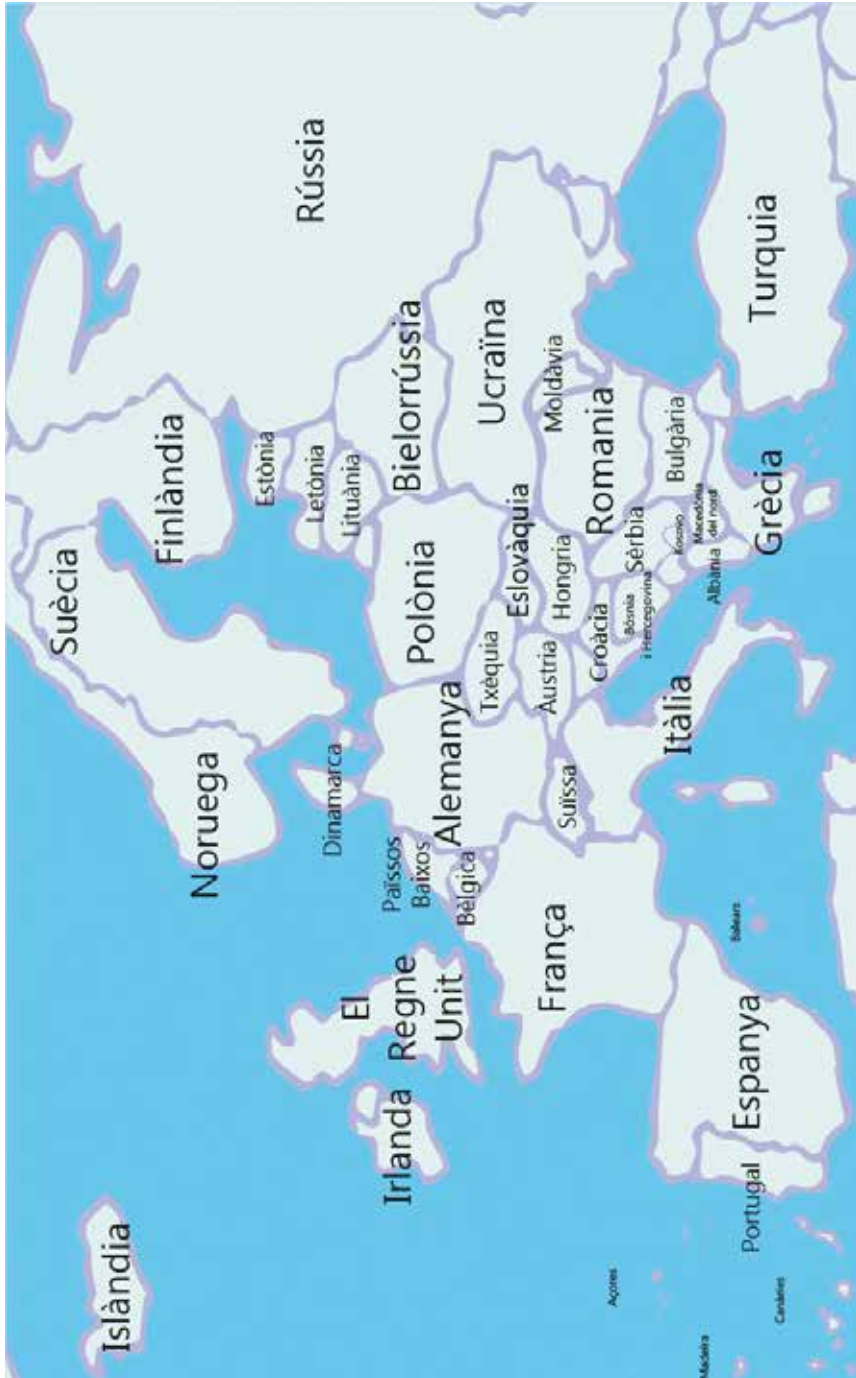 Islàndia
Noruega
Suècia
Finlàndia
Rússia
Estònia
Letònia
Lituània
Bielorrússia
Dinamarca
Irlanda
El
Regne
Unit
Països
Baixos
Bèlgica
Alemanya
Polònia
Txèquia
Eslovàquia
Ucraïna
Moldàvia
França
Suïssa
Àustria
Hongria
Romania
Croàcia
Bòsnia
i Hercegovina
Sèrbia
Kosovo
Bulgària
Macedònia
del nord
Albània
Itàlia
Grècia
Turquia
Portugal
Espanya
Balears
Açores
Madeira
Canàries